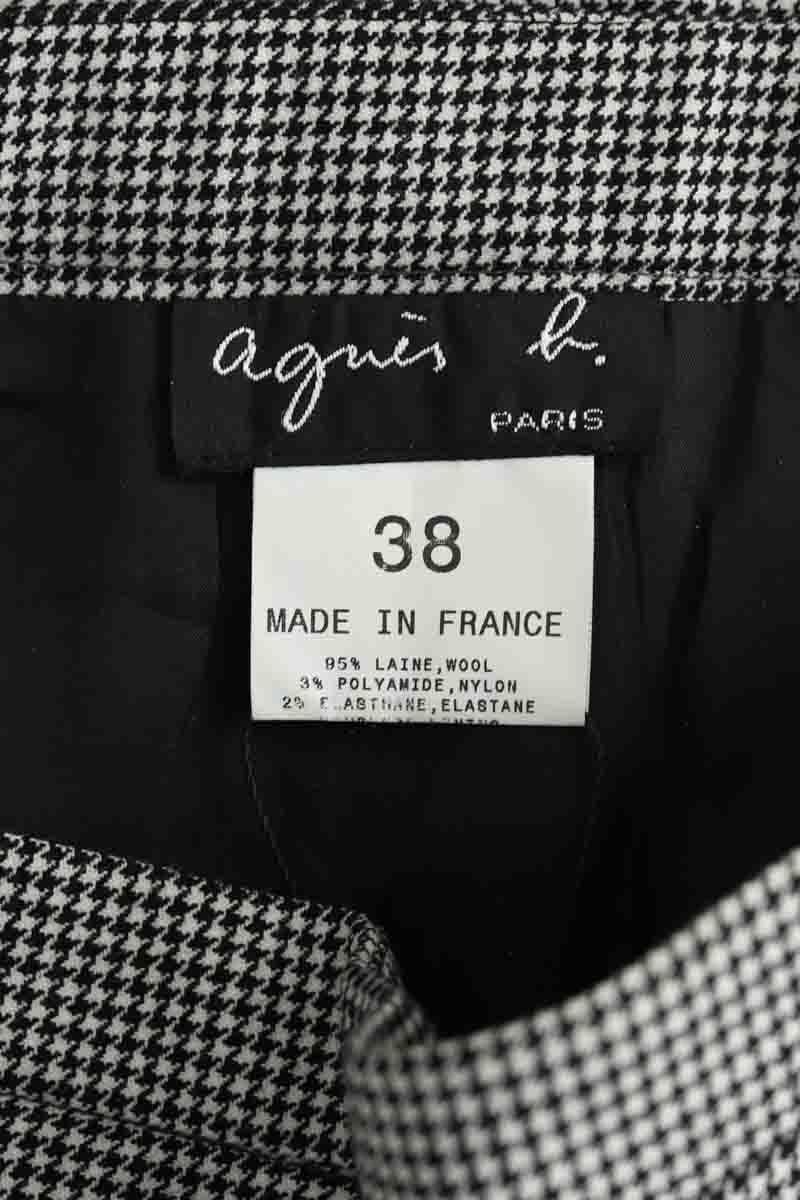 agnès b.
PARIS
38
MADE IN FRANCE
95% LAINE,WOOL
3% POLYAMIDE,NYLON
2% ELASTHANE,ELASTANE